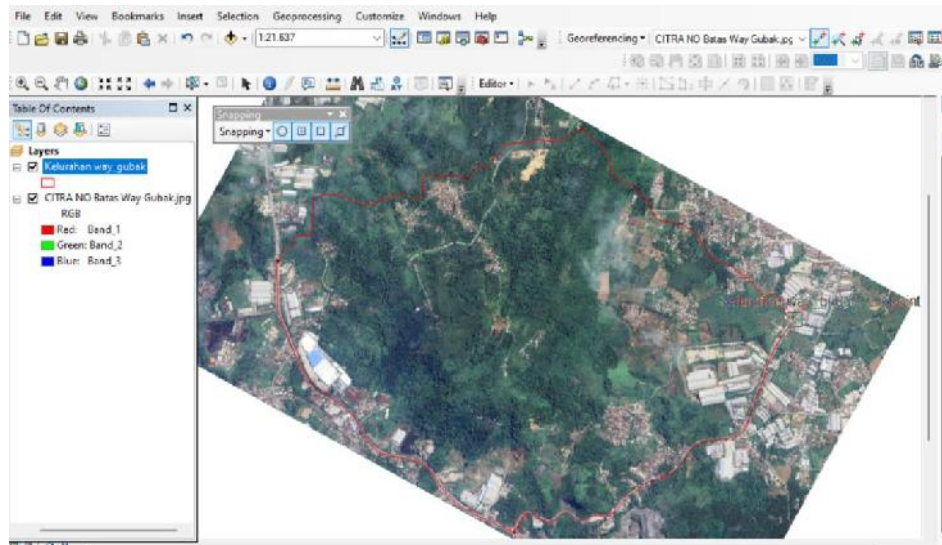 File Edit View Bookmarks Insert Selection Geoprocessing Customize Windows Help
1:21.637 Georeferencing CITRA NO Batas Way Gubak.jpg
Editor
Table Of Contents
Snapping
Snapping
Layers
Kelurahan way gubak
CITRA NO Batas Way Gubak.jpg
RGB
Red: Band_1
Green: Band_2
Blue: Band_3